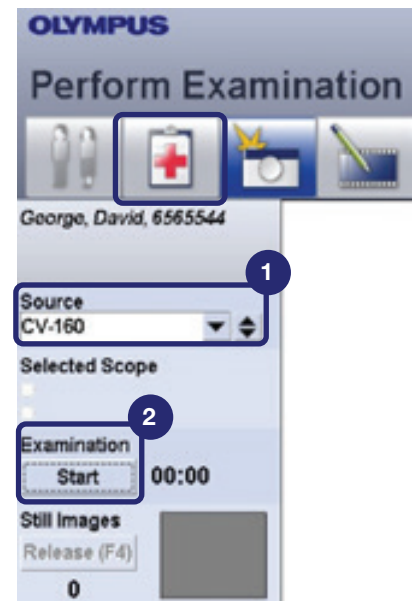 OLYMPUS
Perform Examination
George, David, 6565544
1
Source
CV-160
Selected Scope
2
Examination
Start 00:00
Still Images
Release (F4)
0